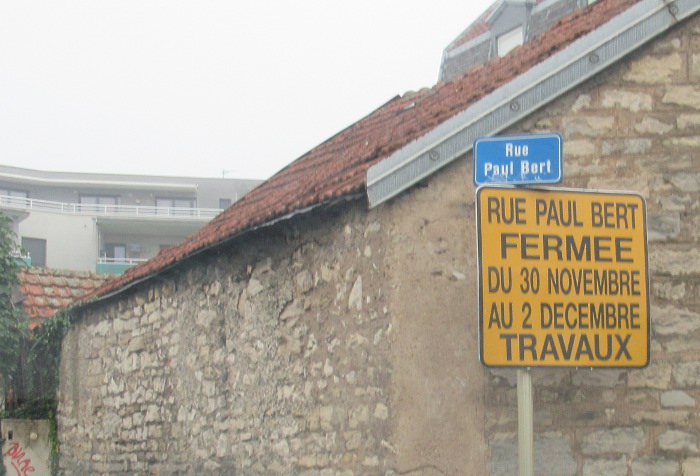 Rue
Paul Bert
RUE PAUL BERT
FERMEE
DU 30 NOVEMBRE
AU 2 DECEMBRE
TRAVAUX